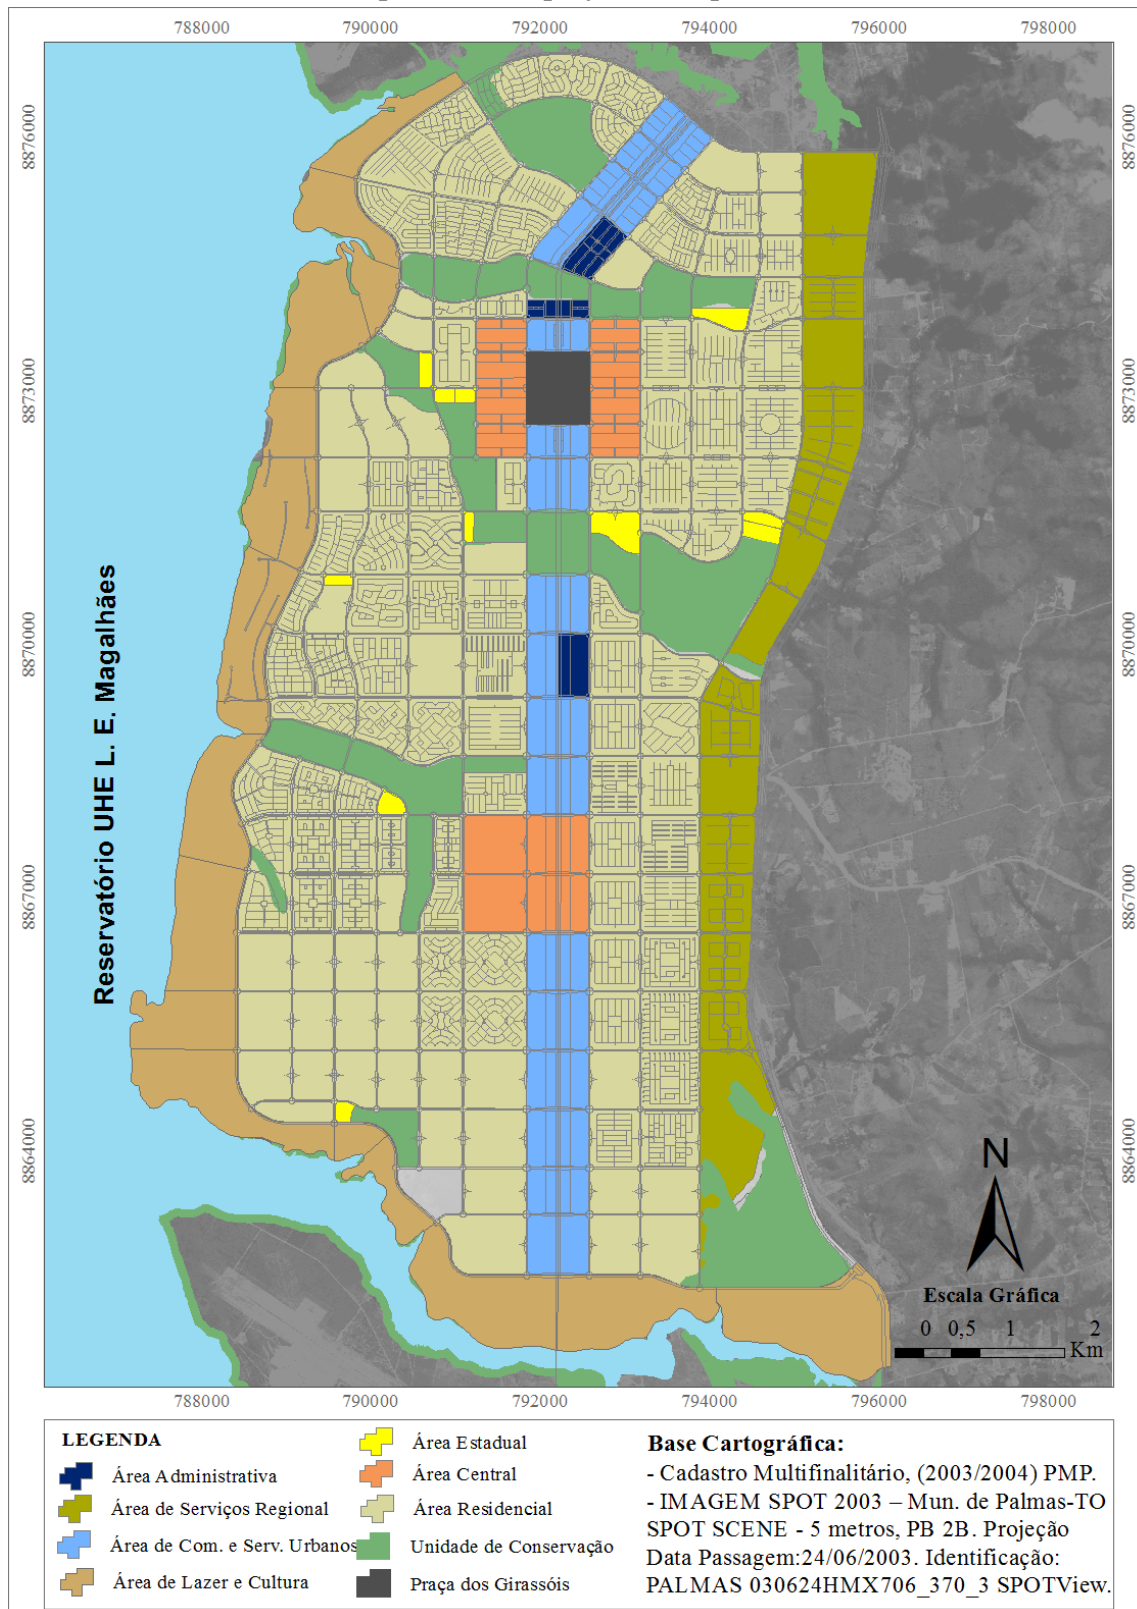 788000 790000 792000 794000 796000 798000
8876000 8876000
8873000 8873000
8870000 8870000
8867000 8867000
8864000 8864000
Reservatório UHE L. E. Magalhães
N
Escala Gráfica
0 0,5 1 2
Km
788000 790000 792000 794000 796000 798000
LEGENDA
Área Administrativa
Área de Serviços Regional
Área de Com. e Serv. Urbanos
Área de Lazer e Cultura
Área Estadual
Área Central
Área Residencial
Unidade de Conservação
Praça dos Girassóis
Base Cartográfica:
- Cadastro Multifinalitário, (2003/2004) PMP.
- IMAGEM SPOT 2003 – Mun. de Palmas-TO
SPOT SCENE - 5 metros, PB 2B. Projeção
Data Passagem:24/06/2003. Identificação:
PALMAS 030624HMX706_370_3 SPOTView.